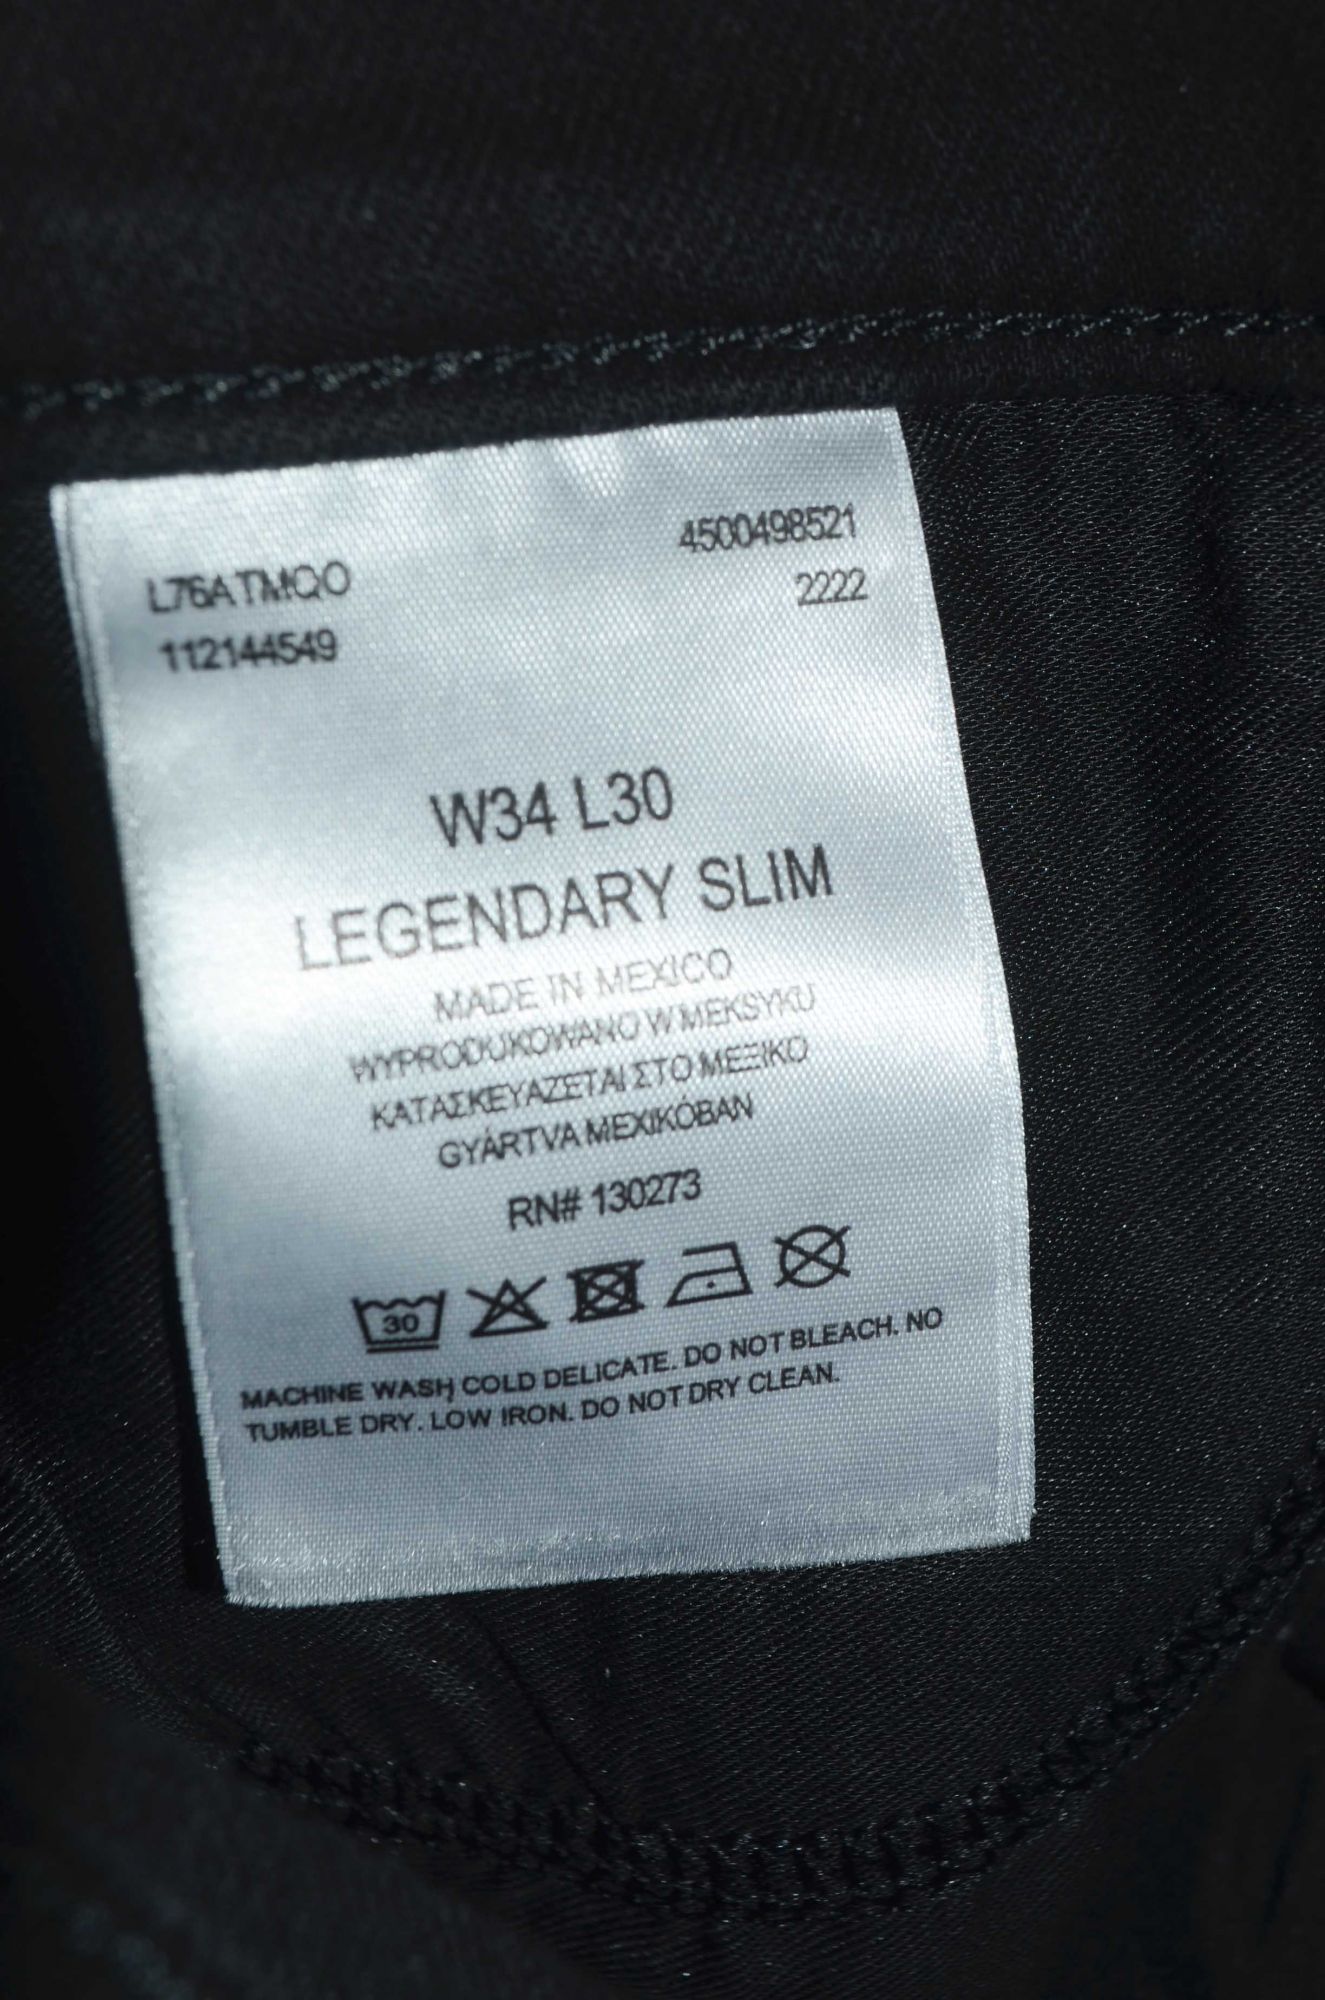 L76ATMQO
112144549
4500498521
2222
W34 L30
LEGENDARY SLIM
MADE IN MEXICO
WYPRODUKOWANO W MEKSYKU
ΚΑΤΑΣΚΕΥΑΖΕΤΑΙ ΣΤΟ ΜΕΞΙΚΟ
GYÁRTVA MEXIKÓBAN
RN# 130273
30
MACHINE WASH COLD DELICATE. DO NOT BLEACH. NO
TUMBLE DRY. LOW IRON. DO NOT DRY CLEAN.